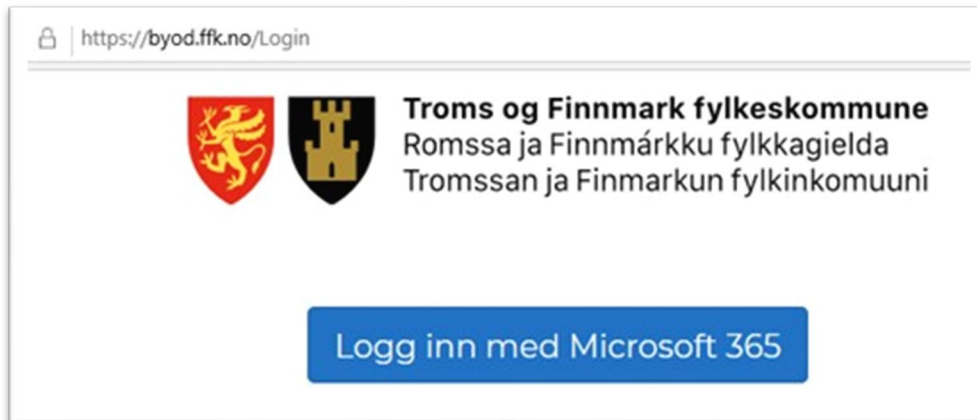 https://byod.ffk.no/Login
Troms og Finnmark fylkeskommune
Romssa ja Finnmárkku fylkkagielda
Tromssan ja Finmarkun fylkinkomuuni
Logg inn med Microsoft 365